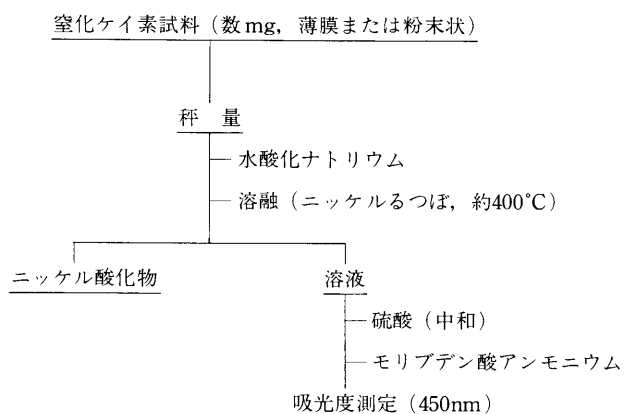 窒化ケイ素試料（数mg，薄膜または粉末状）
秤　量
水酸化ナトリウム
溶融（ニッケルるつぼ，約400℃）
ニッケル酸化物
溶液
硫酸（中和）
モリブデン酸アンモニウム
吸光度測定（450nm）